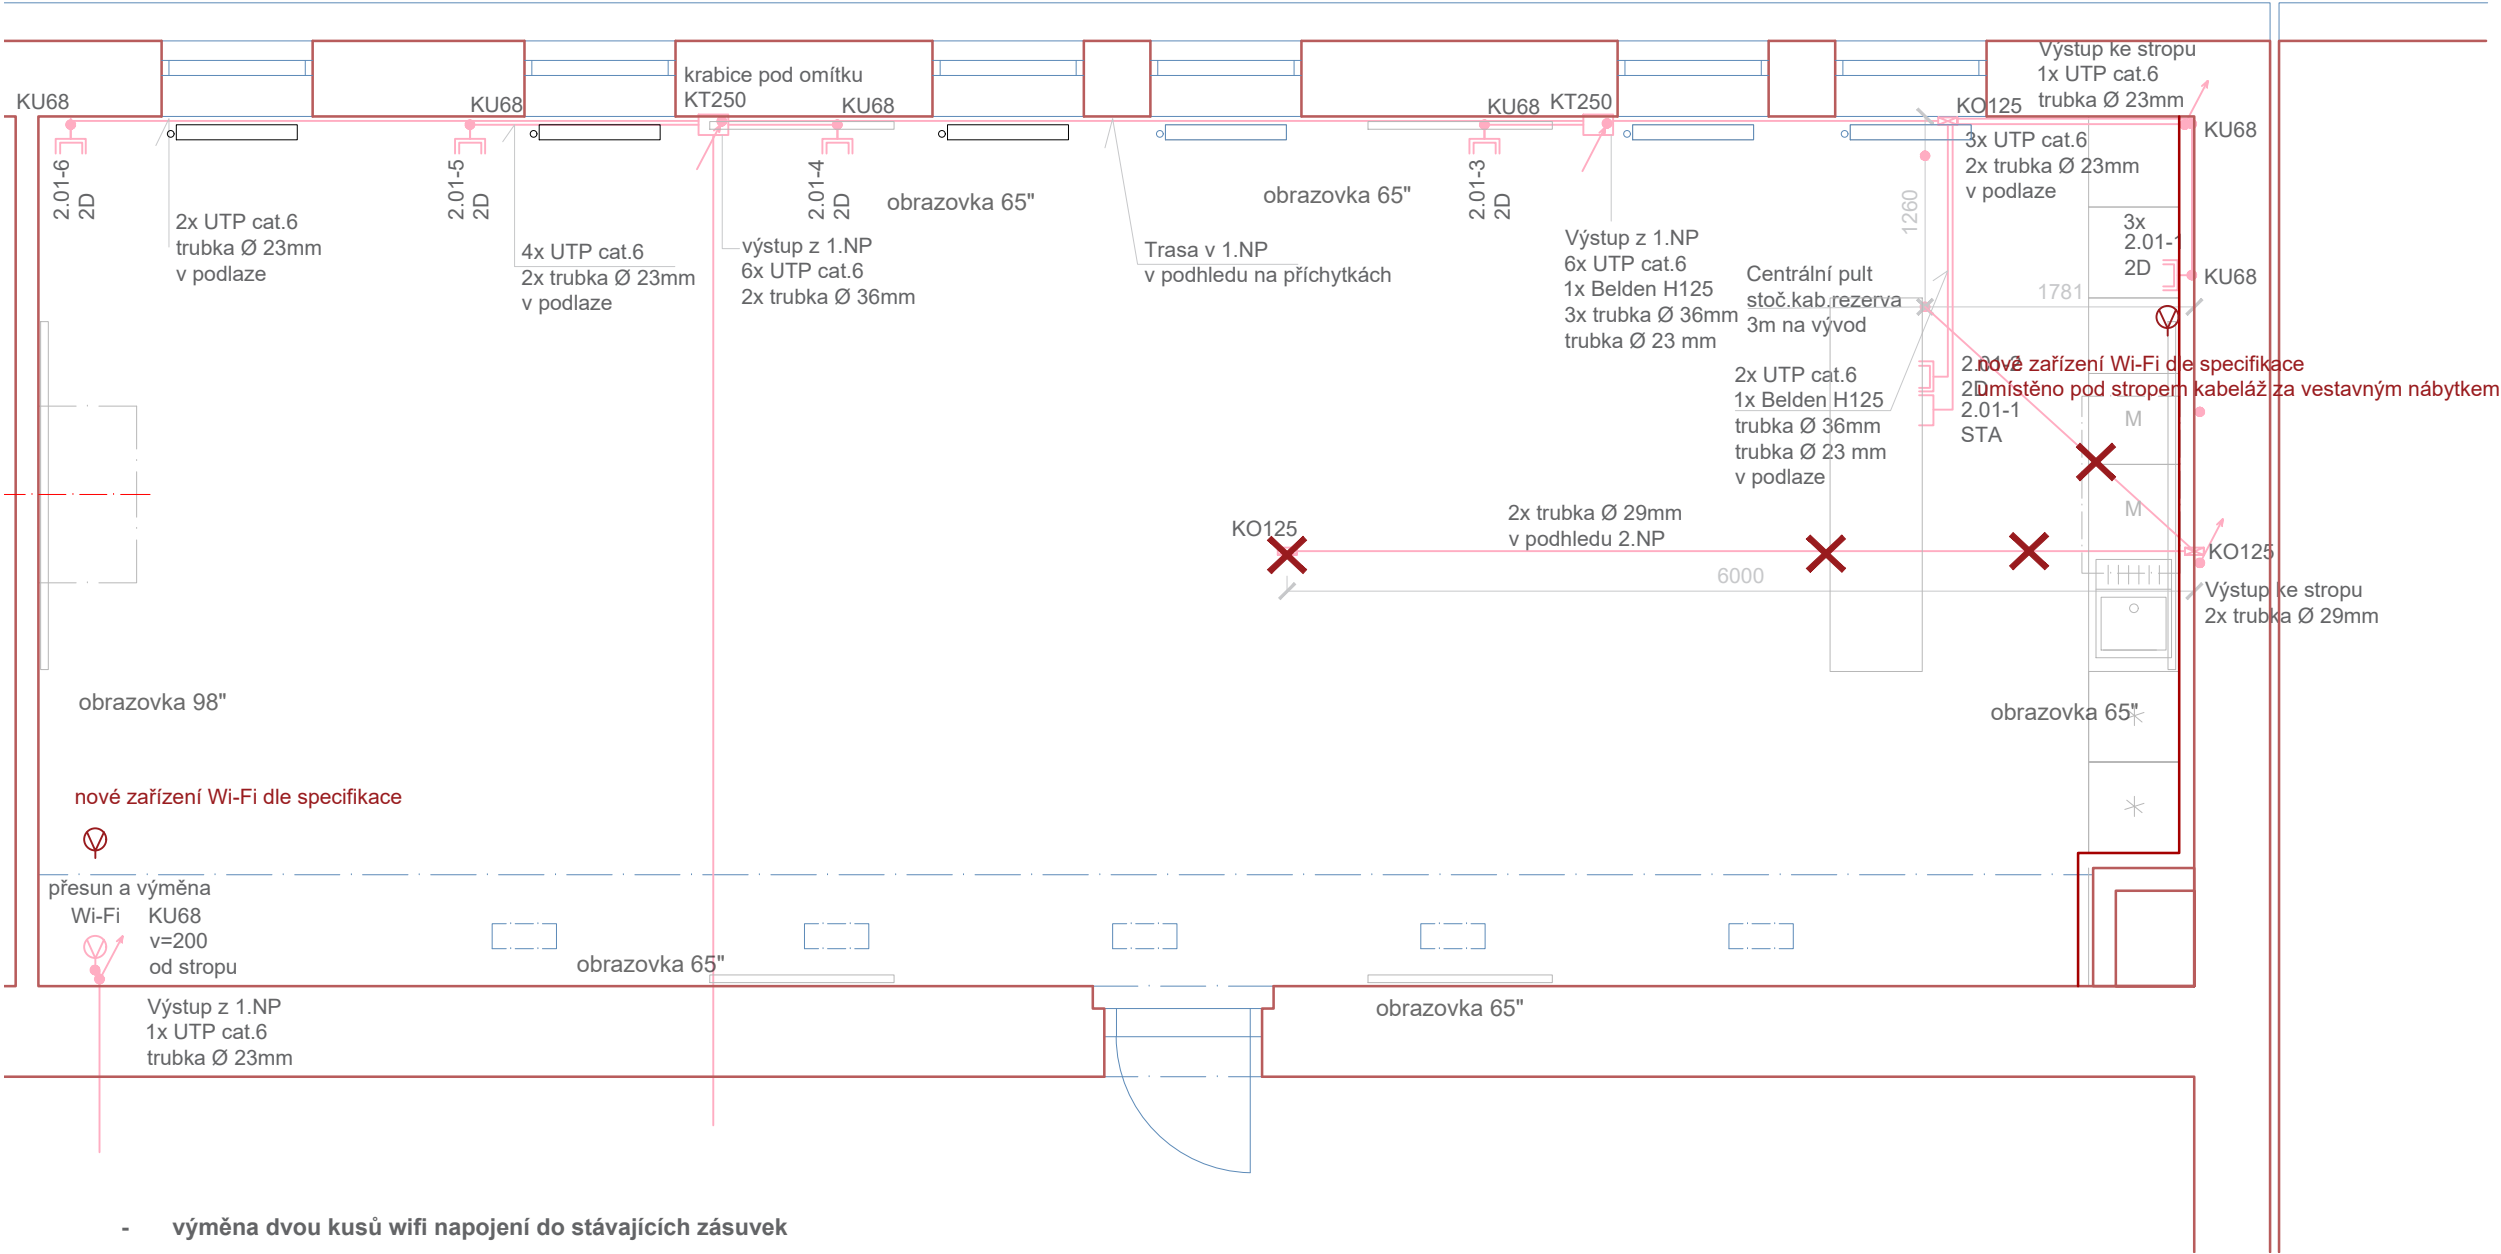 KU68
KU68
krabice pod omítku
KT250
KU68
KU68
KT250
KO125
Výstup ke stropu
1x UTP cat.6
trubka Ø 23mm
KU68
3x UTP cat.6
2x trubka Ø 23mm
v podlaze
2.01-6
2D
2.01-5
2D
2.01-4
2D
2.01-3
2D
obrazovka 65"
obrazovka 65"
2x UTP cat.6
trubka Ø 23mm
v podlaze
4x UTP cat.6
2x trubka Ø 23mm
v podlaze
výstup z 1.NP
6x UTP cat.6
2x trubka Ø 36mm
Trasa v 1.NP
v podhledu na příchytkách
Výstup z 1.NP
6x UTP cat.6
1x Belden H125
3x trubka Ø 36mm
trubka Ø 23 mm
Centrální pult
stoč.kab.rezerva
3m na vývod
1260
1781
3x
2.01-1
2D
KU68
2x UTP cat.6
1x Belden H125
trubka Ø 36mm
trubka Ø 23 mm
v podlaze
2.01-2
2D
2.01-1
STA
nové zařízení Wi-Fi dle specifikace
umístěno pod stropem kabeláž za vestavným nábytkem
M
M
KO125
2x trubka Ø 29mm
v podhledu 2.NP
6000
KO125
Výstup ke stropu
2x trubka Ø 29mm
obrazovka 98"
obrazovka 65"
nové zařízení Wi-Fi dle specifikace
přesun a výměna
Wi-Fi
KU68
v=200
od stropu
obrazovka 65"
obrazovka 65"
Výstup z 1.NP
1x UTP cat.6
trubka Ø 23mm
- výměna dvou kusů wifi napojení do stávajících zásuvek